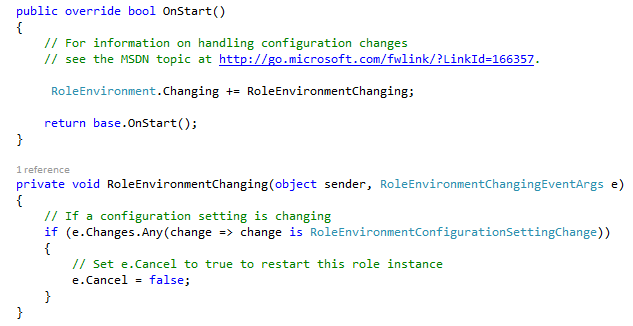 public override bool OnStart()
{
// For information on handling configuration changes
// see the MSDN topic at http://go.microsoft.com/fwlink/?LinkId=166357.
RoleEnvironment.Changing += RoleEnvironmentChanging;
return base.OnStart();
}
1 reference
private void RoleEnvironmentChanging(object sender, RoleEnvironmentChangingEventArgs e)
{
// If a configuration setting is changing
if (e.Changes.Any(change => change is RoleEnvironmentConfigurationSettingChange))
{
// Set e.Cancel to true to restart this role instance
e.Cancel = false;
}
}